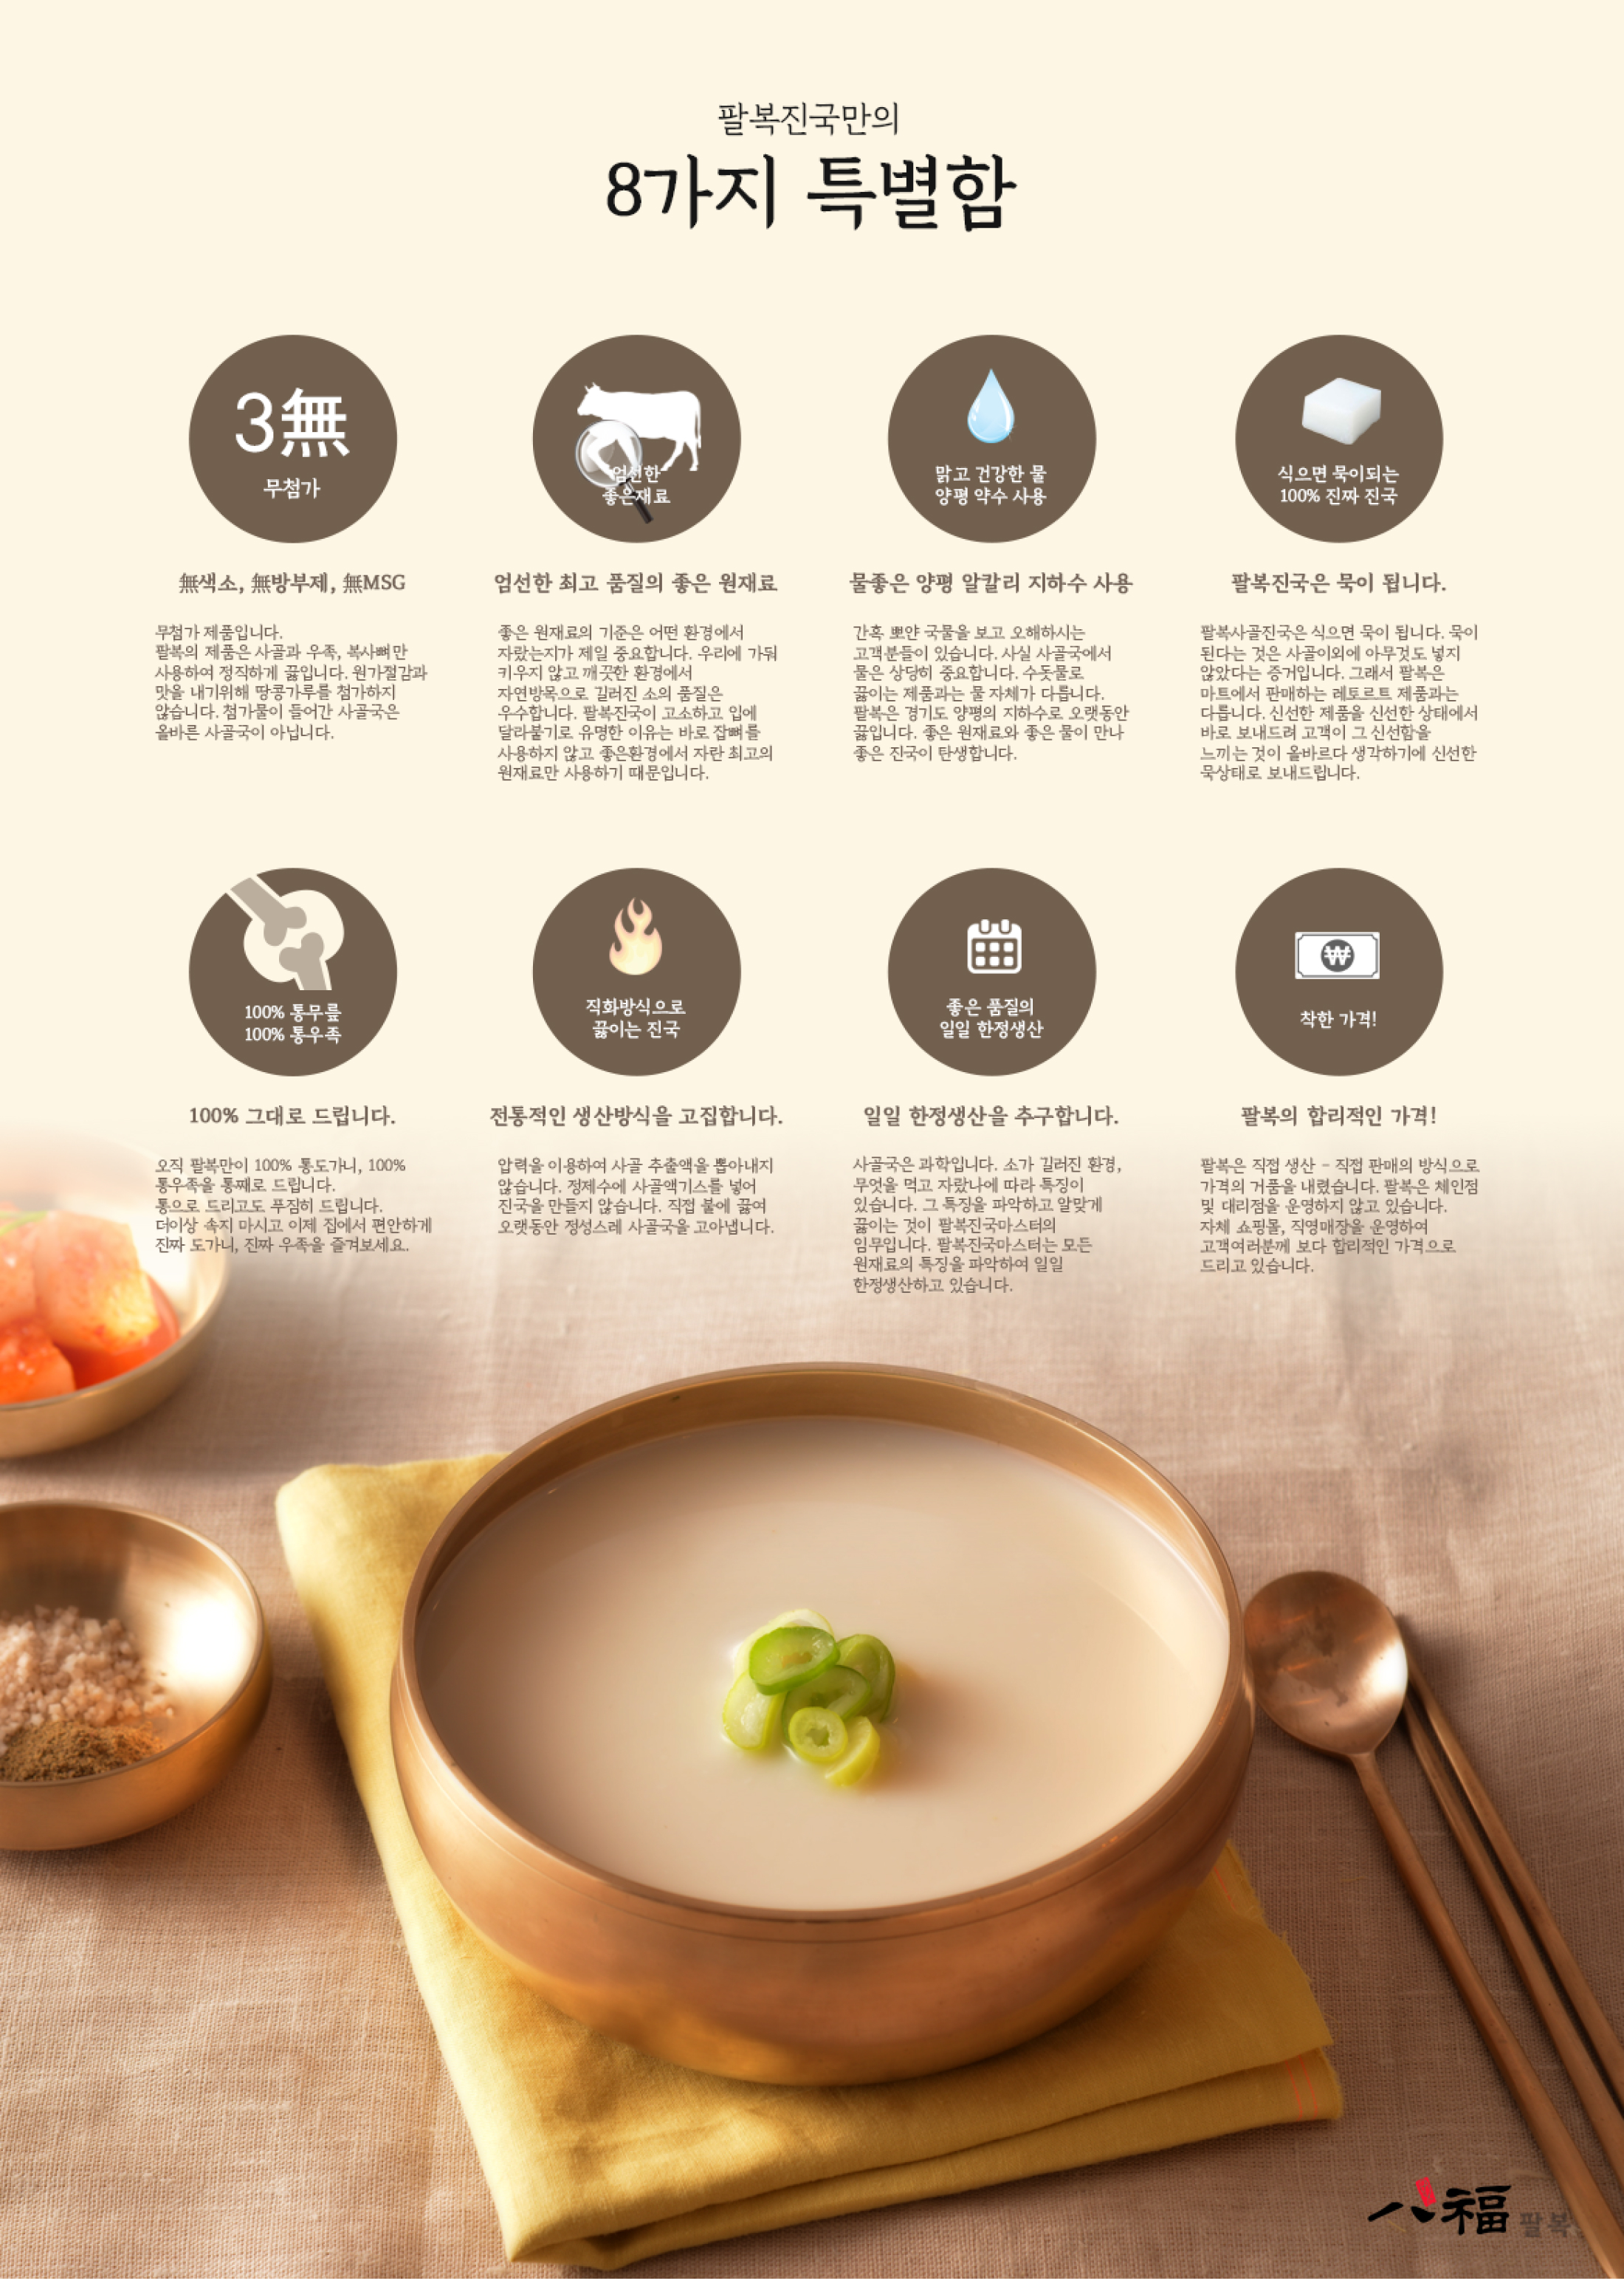 팔복진국만의
8가지 특별함
3無
무첨가
엄선한
좋은재료
맑고 건강한 물
양평 약수 사용
식으면 묵이되는
100% 진짜 진국
無색소, 無방부제, 無MSG
무첨가 제품입니다.
팔복의 제품은 사골과 우족, 복사뼈만
사용하여 정직하게 끓입니다. 원가절감과
맛을 내기위해 땅콩가루를 첨가하지
않습니다. 첨가물이 들어간 사골국은
올바른 사골국이 아닙니다.
엄선한 최고 품질의 좋은 원재료
좋은 원재료의 기준은 어떤 환경에서
자랐는지가 제일 중요합니다. 우리에 가둬
키우지 않고 깨끗한 환경에서
자연방목으로 길러진 소의 품질은
우수합니다. 팔복진국이 고소하고 입에
달라붙기로 유명한 이유는 바로 잡뼈를
사용하지 않고 좋은환경에서 자란 최고의
원재료만 사용하기 때문입니다.
물좋은 양평 알칼리 지하수 사용
간혹 뽀얀 국물을 보고 오해하시는
고객분들이 있습니다. 사실 사골국에서
물은 상당히 중요합니다. 수돗물로
끓이는 제품과는 물 자체가 다릅니다.
팔복은 경기도 양평의 지하수로 오랫동안
끓입니다. 좋은 원재료와 좋은 물이 만나
좋은 진국이 탄생합니다.
팔복진국은 묵이 됩니다.
팔복사골진국은 식으면 묵이 됩니다. 묵이
된다는 것은 사골이외에 아무것도 넣지
않았다는 증거입니다. 그래서 팔복은
마트에서 판매하는 레토르트 제품과는
다릅니다. 신선한 제품을 신선한 상태에서
바로 보내드려 고객이 그 신선함을
느끼는 것이 올바르다 생각하기에 신선한
묵상태로 보내드립니다.
100% 통무릎
100% 통우족
직화방식으로
끓이는 진국
좋은 품질의
일일 한정생산
착한 가격!
100% 그대로 드립니다.
오직 팔복만이 100% 통도가니, 100%
통우족을 통째로 드립니다.
통으로 드리고도 푸짐히 드립니다.
더이상 속지 마시고 이제 집에서 편안하게
진짜 도가니, 진짜 우족을 즐겨보세요.
전통적인 생산방식을 고집합니다.
압력을 이용하여 사골 추출액을 뽑아내지
않습니다. 정제수에 사골액기스를 넣어
진국을 만들지 않습니다. 직접 불에 끓여
오랫동안 정성스레 사골국을 고아냅니다.
일일 한정생산을 추구합니다.
사골국은 과학입니다. 소가 길러진 환경,
무엇을 먹고 자랐나에 따라 특징이
있습니다. 그 특징을 파악하고 알맞게
끓이는 것이 팔복진국마스터의
임무입니다. 팔복진국마스터는 모든
원재료의 특징을 파악하여 일일
한정생산하고 있습니다.
팔복의 합리적인 가격!
팔복은 직접 생산 - 직접 판매의 방식으로
가격의 거품을 내렸습니다. 팔복은 체인점
및 대리점을 운영하지 않고 있습니다.
자체 쇼핑몰, 직영매장을 운영하여
고객여러분께 보다 합리적인 가격으로
드리고 있습니다.
八福 팔복